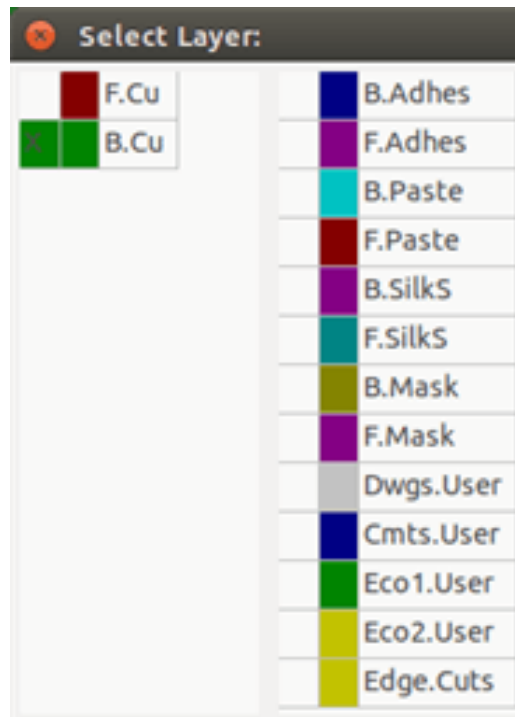 Select Layer:
F.Cu
X B.Cu
B.Adhes
F.Adhes
B.Paste
F.Paste
B.SilkS
F.SilkS
B.Mask
F.Mask
Dwgs.User
Cmts.User
Eco1.User
Eco2.User
Edge.Cuts